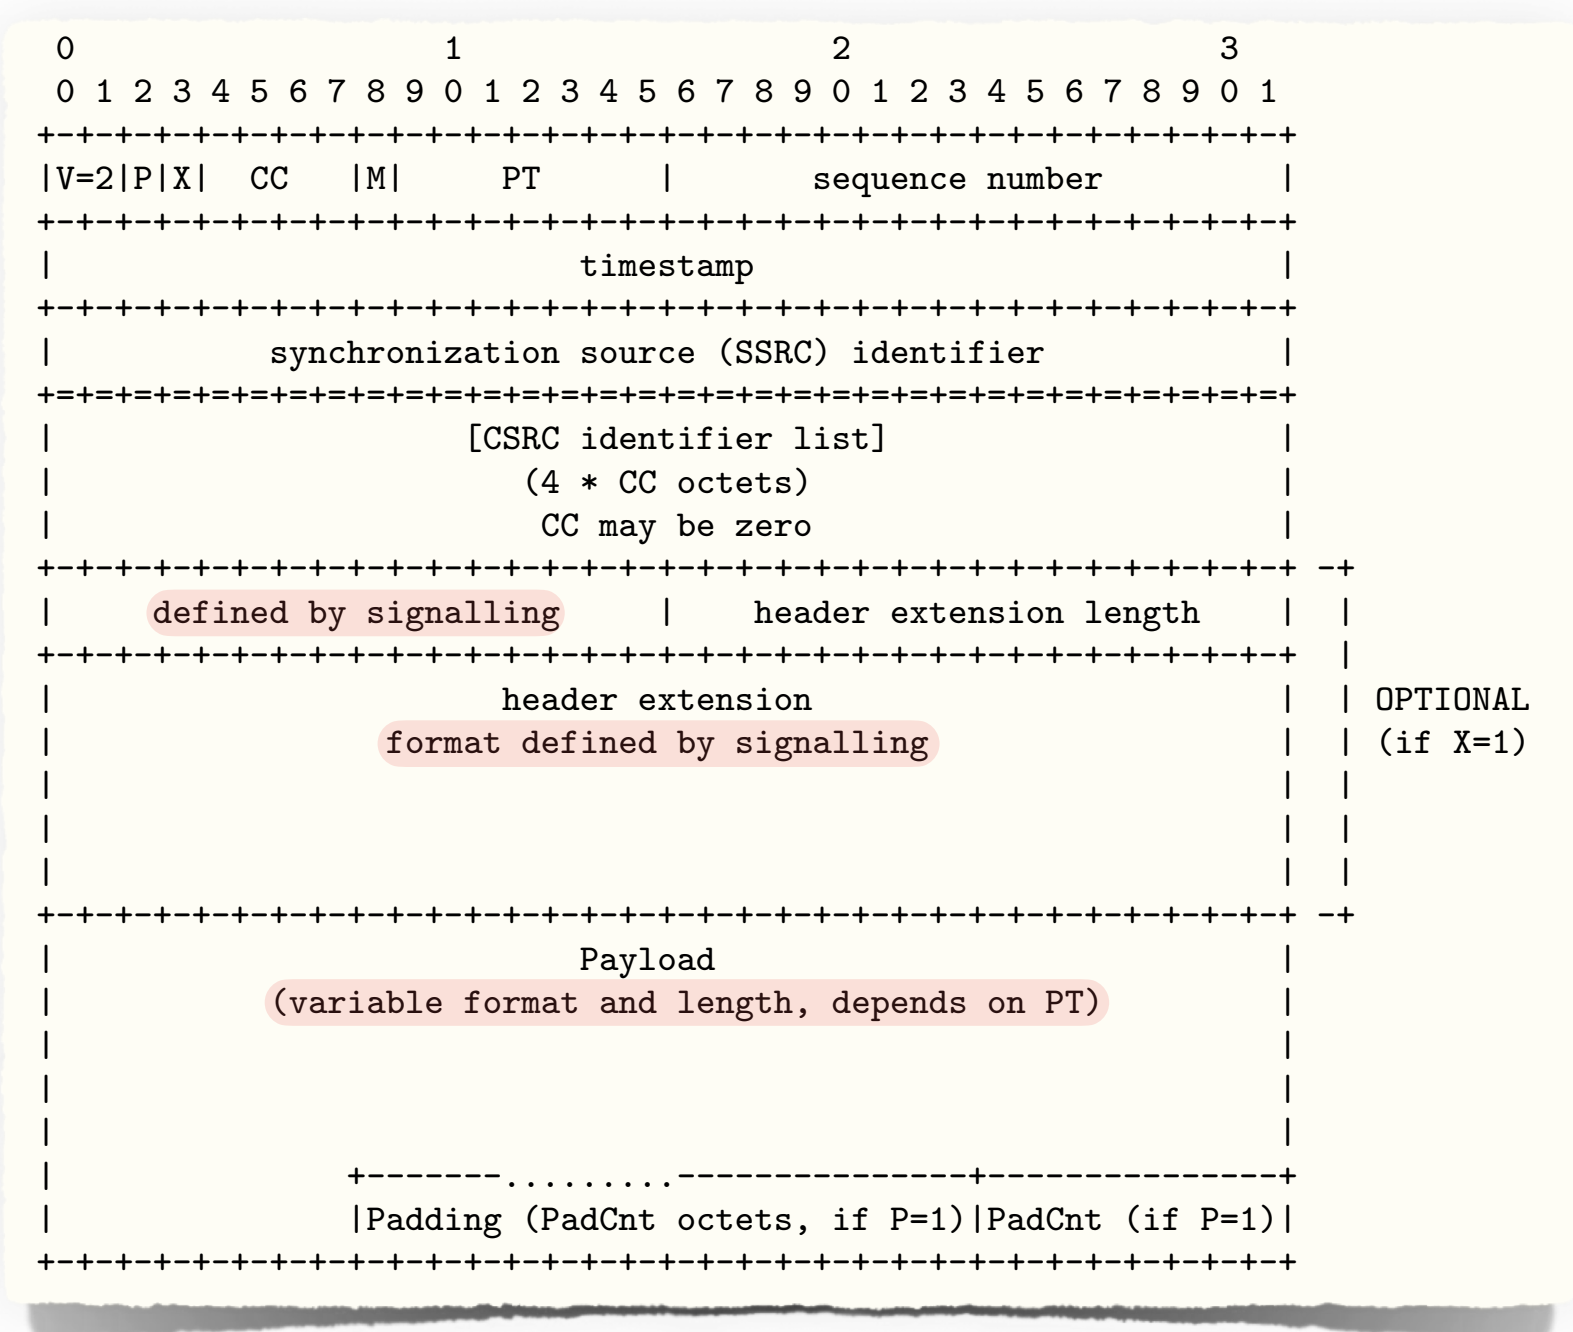 0                   1                   2                   3
 0 1 2 3 4 5 6 7 8 9 0 1 2 3 4 5 6 7 8 9 0 1 2 3 4 5 6 7 8 9 0 1
+-+-+-+-+-+-+-+-+-+-+-+-+-+-+-+-+-+-+-+-+-+-+-+-+-+-+-+-+-+-+-+-+
|V=2|P|X|  CC   |M|     PT      |       sequence number         |
+-+-+-+-+-+-+-+-+-+-+-+-+-+-+-+-+-+-+-+-+-+-+-+-+-+-+-+-+-+-+-+-+
|                           timestamp                           |
+-+-+-+-+-+-+-+-+-+-+-+-+-+-+-+-+-+-+-+-+-+-+-+-+-+-+-+-+-+-+-+-+
|           synchronization source (SSRC) identifier            |
+=+=+=+=+=+=+=+=+=+=+=+=+=+=+=+=+=+=+=+=+=+=+=+=+=+=+=+=+=+=+=+=+
|                     [CSRC identifier list]                    |
|                        (4 * CC octets)                        |
|                         CC may be zero                        |
+-+-+-+-+-+-+-+-+-+-+-+-+-+-+-+-+-+-+-+-+-+-+-+-+-+-+-+-+-+-+-+-+ -+
|     defined by signalling     |    header extension length    |  |
+-+-+-+-+-+-+-+-+-+-+-+-+-+-+-+-+-+-+-+-+-+-+-+-+-+-+-+-+-+-+-+-+  |
|                       header extension                        |  | OPTIONAL
|                 format defined by signalling                  |  | (if X=1)
|                                                               |  |
|                                                               |  |
|                                                               |  |
+-+-+-+-+-+-+-+-+-+-+-+-+-+-+-+-+-+-+-+-+-+-+-+-+-+-+-+-+-+-+-+-+ -+
|                           Payload                             |
|           (variable format and length, depends on PT)         |
|                                                               |
|                                                               |
|                                                               |
|               +-------.........---------------+---------------+
|               |Padding (PadCnt octets, if P=1)|PadCnt (if P=1)|
+-+-+-+-+-+-+-+-+-+-+-+-+-+-+-+-+-+-+-+-+-+-+-+-+-+-+-+-+-+-+-+-+